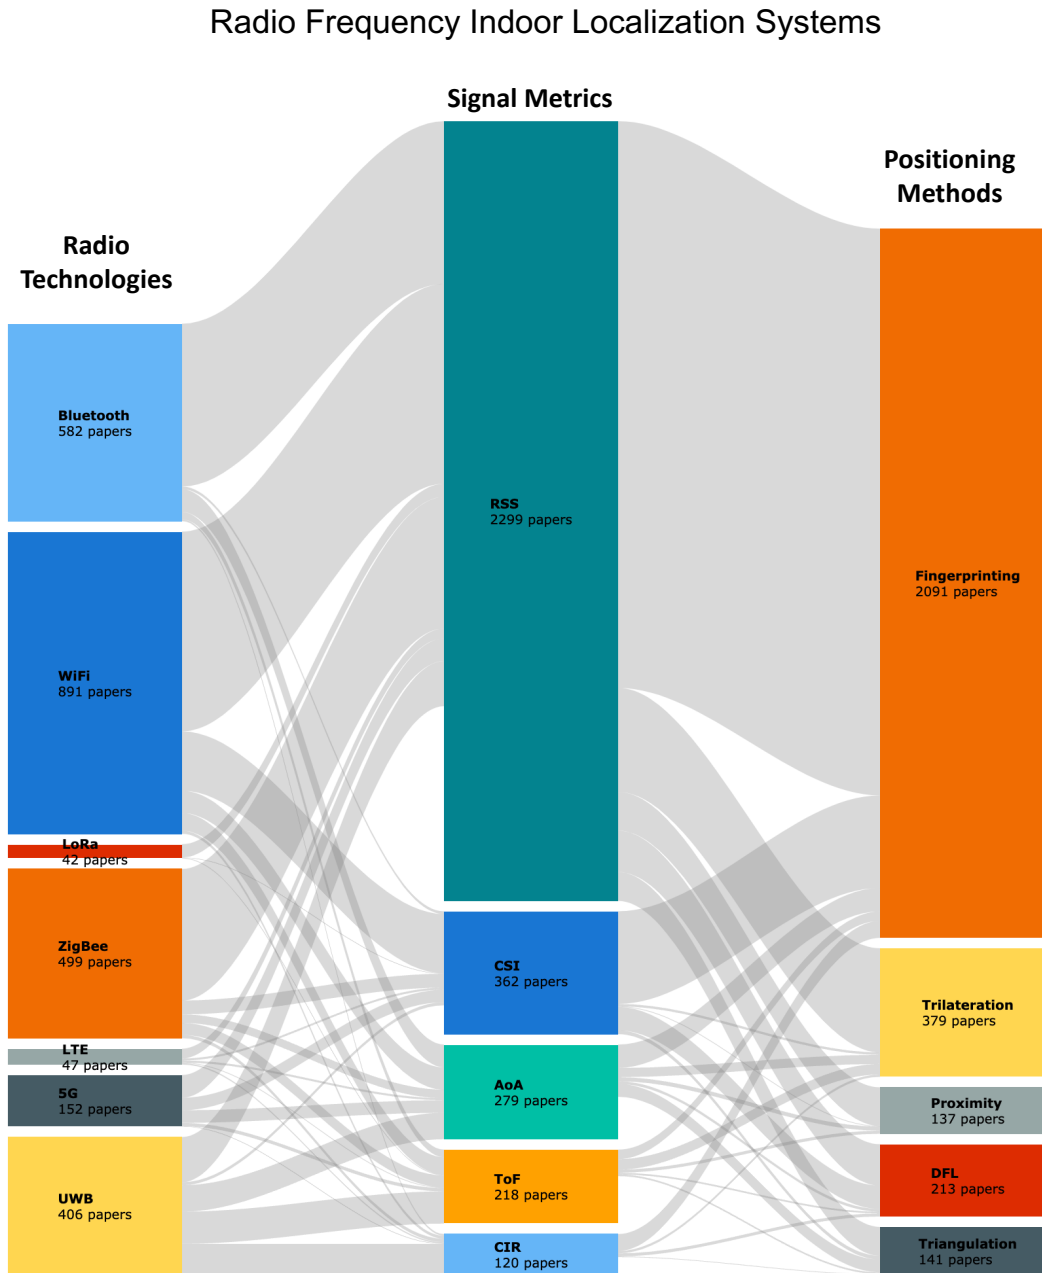 Radio Frequency Indoor Localization Systems
Signal Metrics
Positioning
Methods
Radio
Technologies
Bluetooth
582 papers
WiFi
891 papers
LoRa
42 papers
ZigBee
499 papers
LTE
47 papers
5G
152 papers
UWB
406 papers
RSS
2299 papers
CSI
362 papers
AoA
279 papers
ToF
218 papers
CIR
120 papers
Fingerprinting
2091 papers
Trilateration
379 papers
Proximity
137 papers
DFL
213 papers
Triangulation
141 papers